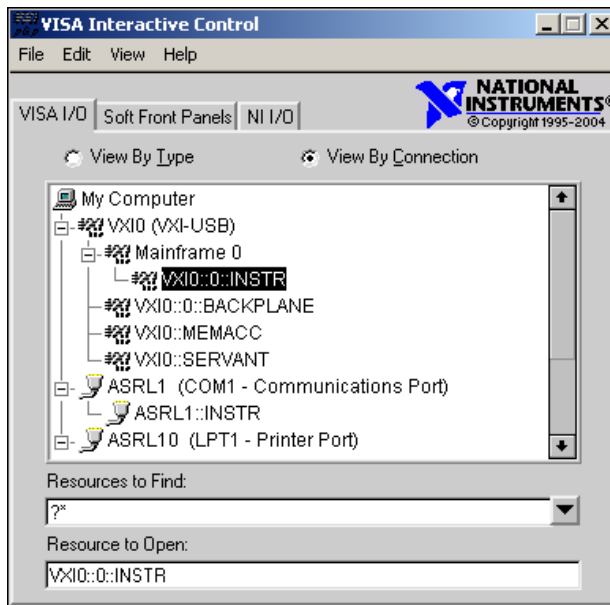 VISA Interactive Control
File Edit View Help
NATIONAL
INSTRUMENTS®
© Copyright 1995-2004
VISA I/O Soft Front Panels NI I/O
View By Type View By Connection
My Computer
VXI0 (VXI-USB)
Mainframe 0
VXI0::0::INSTR
VXI0::0::BACKPLANE
VXI0::MEMACC
VXI0::SERVANT
ASRL1 (COM1 - Communications Port)
ASRL1::INSTR
ASRL10 (LPT1 - Printer Port)
Resources to Find:
?*
Resource to Open:
VXI0::0::INSTR